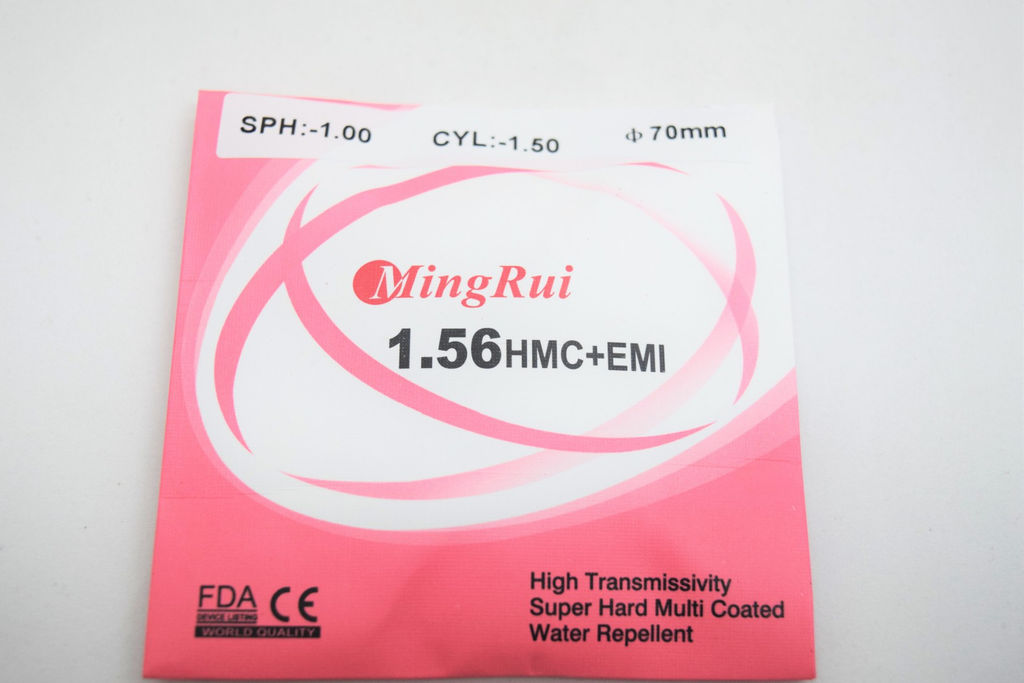 SPH:-1.00 CYL:-1.50 ф 70mm
MingRui
1.56HMC+EMI
FDA CE
DEVICE LISTING
WORLD QUALITY
High Transmissivity
Super Hard Multi Coated
Water Repellent